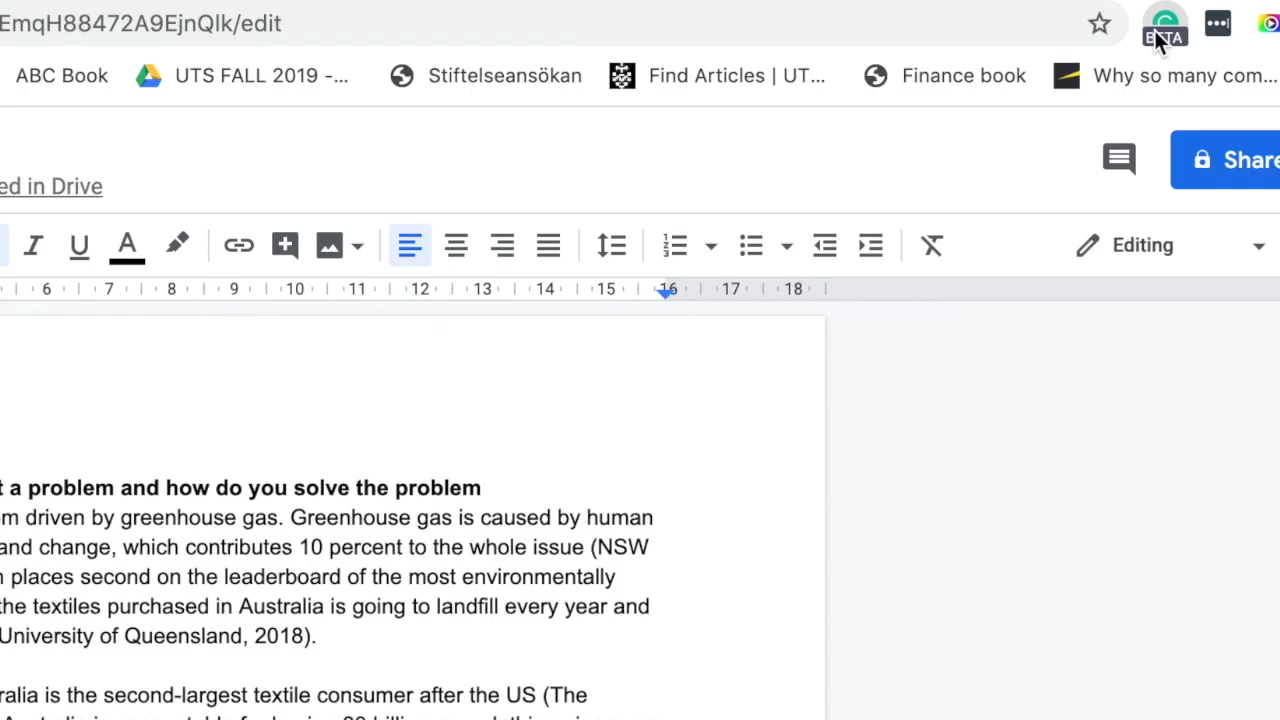 EmqH88472A9EjnQlk/edit
BETA
ABC Book UTS FALL 2019 -... Stiftelseansökan Find Articles | UT... Finance book Why so many com...
Share
ed in Drive
Editing
6 7 8 9 10 11 12 13 14 15 16 17 18
t a problem and how do you solve the problem
m driven by greenhouse gas. Greenhouse gas is caused by human
and change, which contributes 10 percent to the whole issue (NSW
n places second on the leaderboard of the most environmentally
the textiles purchased in Australia is going to landfill every year and
University of Queensland, 2018).
ralia is the second-largest textile consumer after the US (The